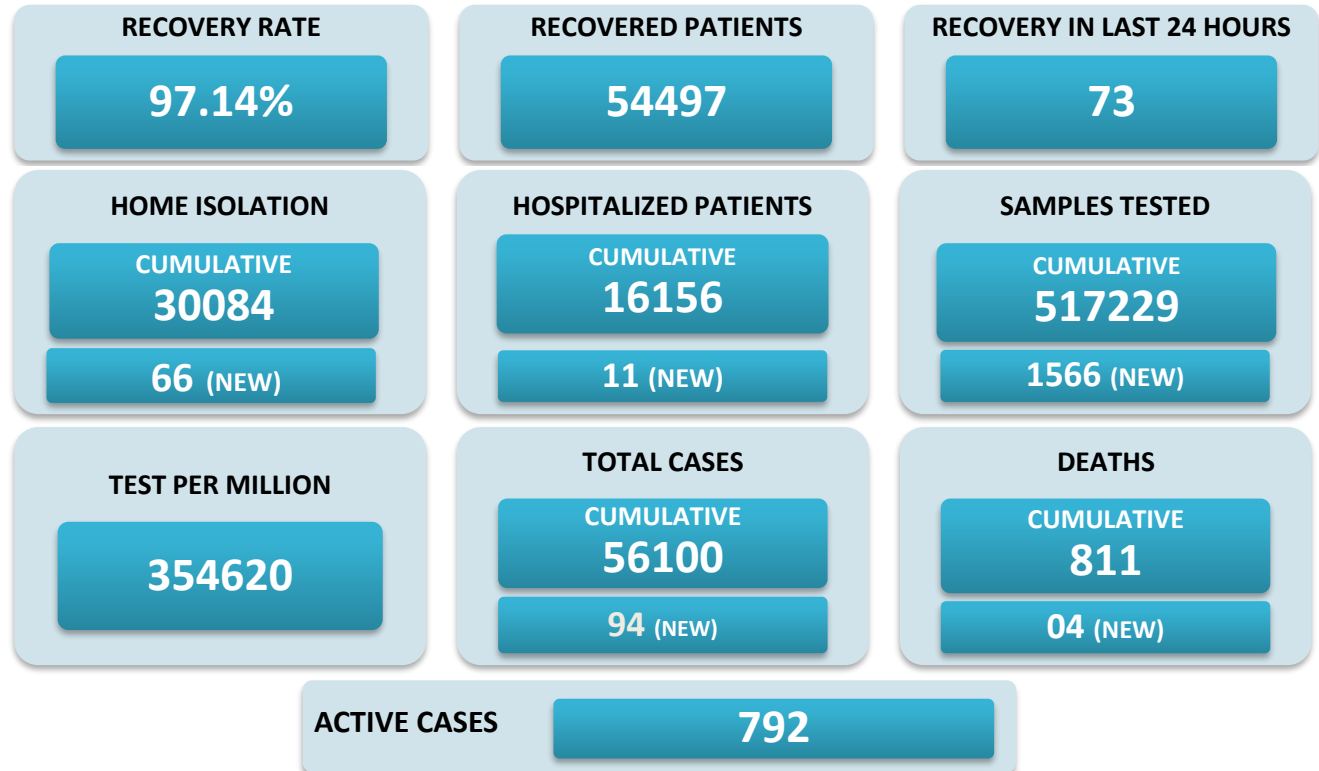 RECOVERY RATE
97.14%
RECOVERED PATIENTS
54497
RECOVERY IN LAST 24 HOURS
73
HOME ISOLATION
CUMULATIVE
30084
66 (NEW)
HOSPITALIZED PATIENTS
CUMULATIVE
16156
11 (NEW)
SAMPLES TESTED
CUMULATIVE
517229
1566 (NEW)
TEST PER MILLION
354620
TOTAL CASES
CUMULATIVE
56100
94 (NEW)
DEATHS
CUMULATIVE
811
04 (NEW)
ACTIVE CASES
792